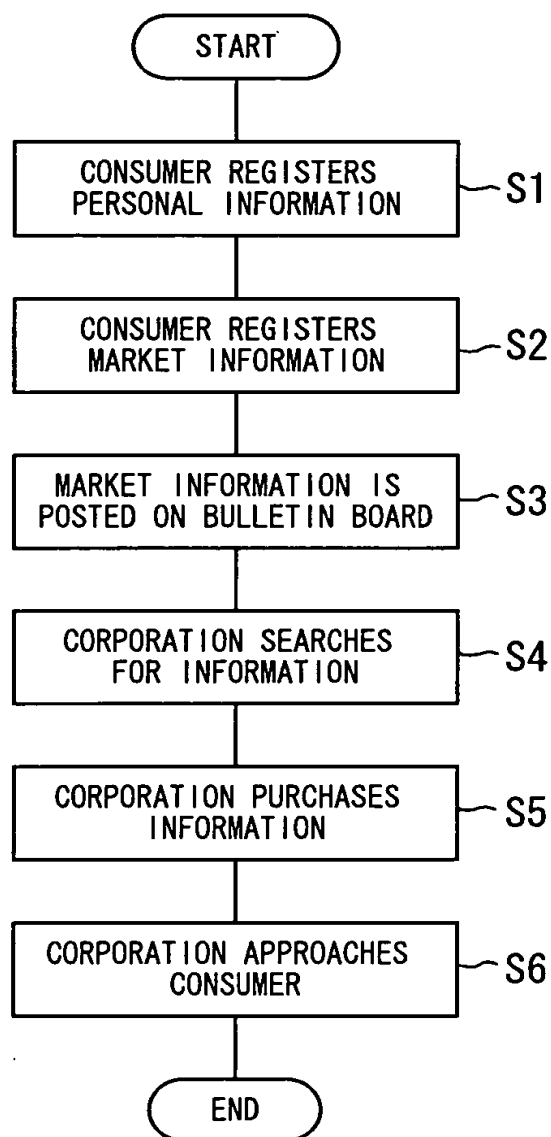 START
CONSUMER REGISTERS
PERSONAL INFORMATION
S1
CONSUMER REGISTERS
MARKET INFORMATION
S2
MARKET INFORMATION IS
POSTED ON BULLETIN BOARD
S3
CORPORATION SEARCHES
FOR INFORMATION
S4
CORPORATION PURCHASES
INFORMATION
S5
CORPORATION APPROACHES
CONSUMER
S6
END